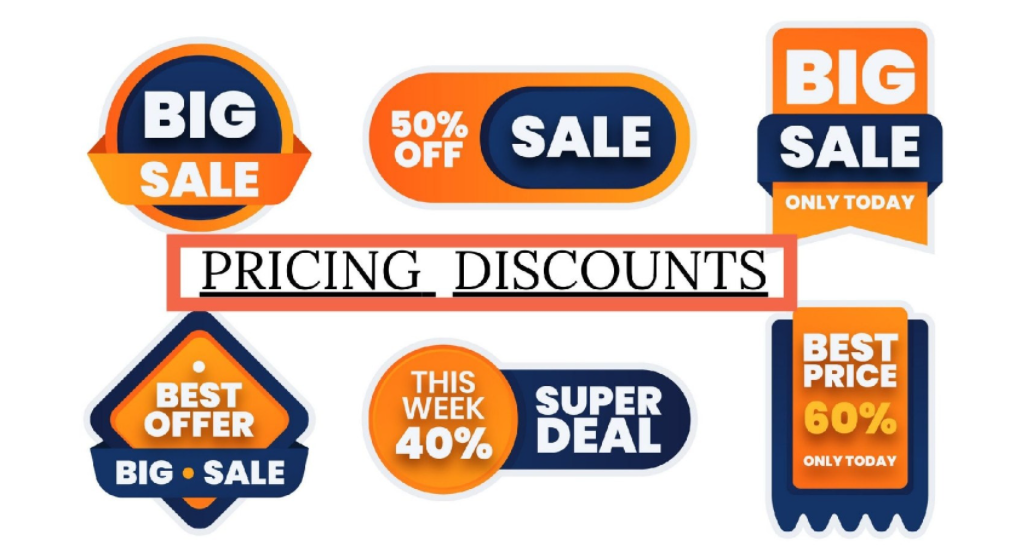 BIG
SALE
50%
OFF
SALE
BIG
SALE
ONLY TODAY
PRICING DISCOUNTS
BEST
OFFER
BIG • SALE
THIS
WEEK
40%
SUPER
DEAL
BEST
PRICE
60%
ONLY TODAY